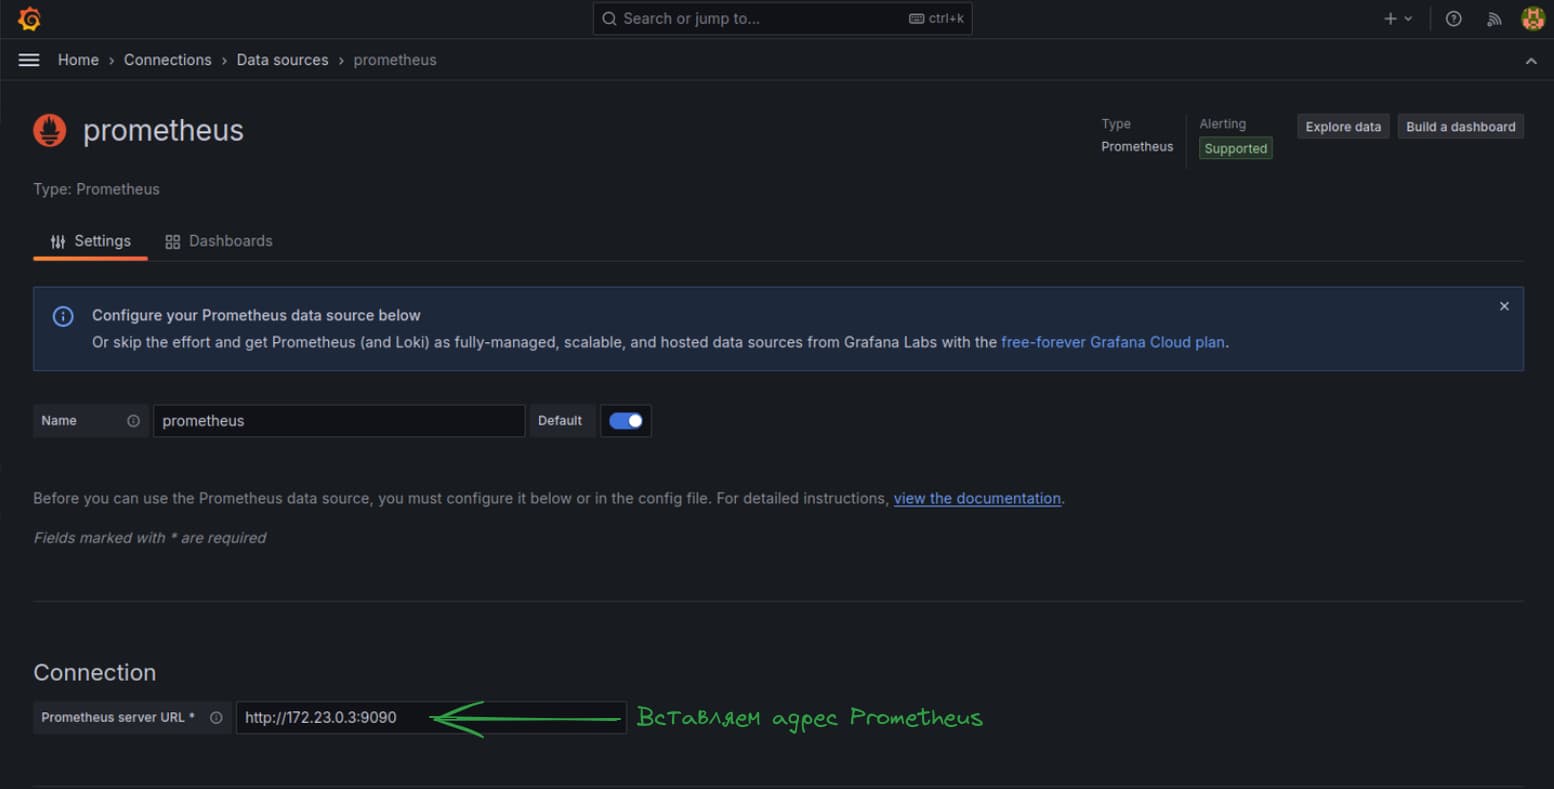 Search or jump to... ctrl+k
Home › Connections › Data sources › prometheus
prometheus
Type
Prometheus
Alerting
Supported
Explore data
Build a dashboard
Type: Prometheus
Settings
Dashboards
Configure your Prometheus data source below
Or skip the effort and get Prometheus (and Loki) as fully-managed, scalable, and hosted data sources from Grafana Labs with the free-forever Grafana Cloud plan.
Name prometheus Default
Before you can use the Prometheus data source, you must configure it below or in the config file. For detailed instructions, view the documentation.
Fields marked with * are required
Connection
Prometheus server URL * http://172.23.0.3:9090 Вставляем адрес Prometheus